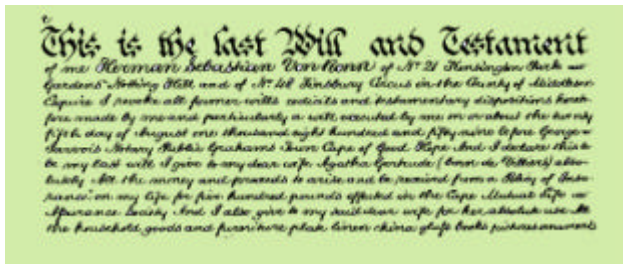 This is the last Will and Testament
of me Herman Sebastian Von Ronn of No. 21 Kensington Park
Gardens Notting Hill and of No. 48 Finsbury Circus in the County of Middlesex
Esquire I revoke all former wills codicils and testamentary dispositions hereto
fore made by me and particularly a will executed by me on or about the twenty
fifth day of August one thousand eight hundred and fifty nine before George
Notary Public Grahams Town Cape of Good Hope And I declare this to
be my last will I give to my dear wife Agatha Gertrude (born de Villiers) abso-
lutely All the money and proceeds to arise and be received from a Policy of Insu-
rance on my life for five hundred pounds effected in the Cape Mutual Life
Assurance Society And I also give to my said dear wife for her absolute use All
the household goods and furniture plate linen china glass books pictures ornaments